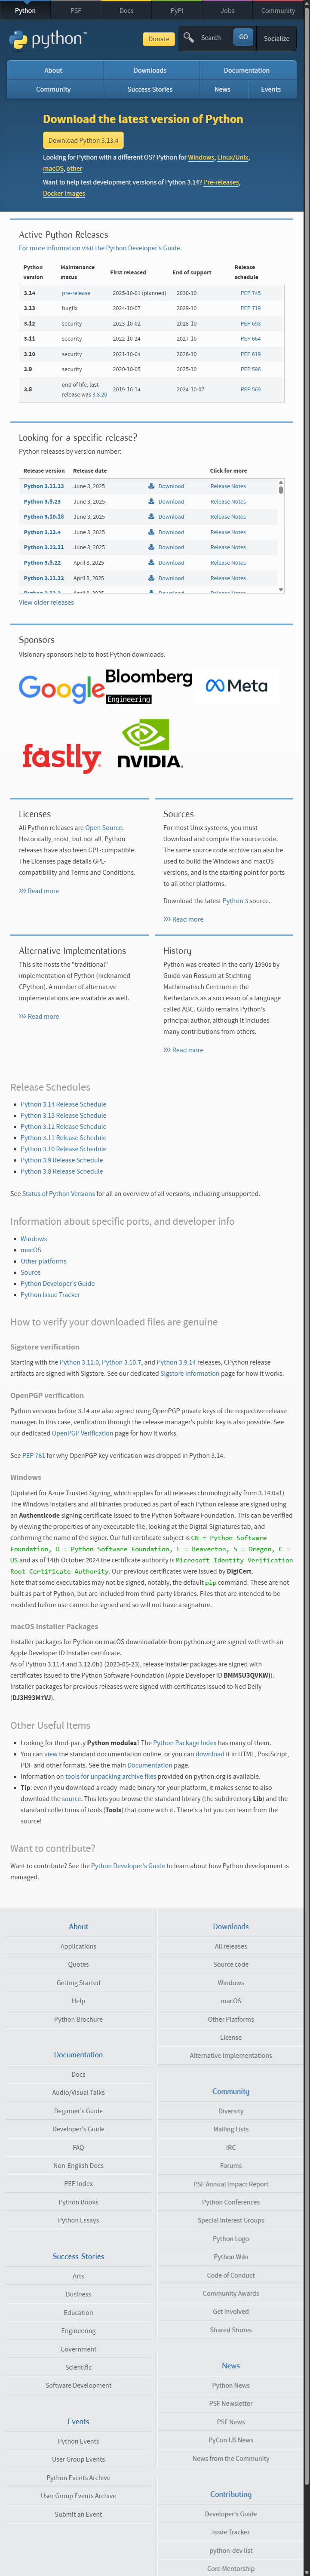 Python
PSF
Docs
PyPI
Jobs
Community
python™
Donate
Search
GO
Socialize
About
Downloads
Documentation
Community
Success Stories
News
Events
Download the latest version of Python
Download Python 3.13.4
Looking for Python with a different OS? Python for Windows, Linux/Unix,
macOS, other
Want to help test development versions of Python 3.14? Pre-releases,
Docker images
Active Python Releases
For more information visit the Python Developer's Guide.
Python version Maintenance status First released End of support Release schedule
3.14 pre-release 2025-10-01 (planned) 2030-10 PEP 745
3.13 bugfix 2024-10-07 2029-10 PEP 719
3.12 security 2023-10-02 2028-10 PEP 693
3.11 security 2022-10-24 2027-10 PEP 664
3.10 security 2021-10-04 2026-10 PEP 619
3.9 security 2020-10-05 2025-10 PEP 596
3.8 end of life, last release was 3.8.20 2019-10-14 2024-10-07 PEP 569
Looking for a specific release?
Python releases by version number:
Release version Release date Click for more
Python 3.11.13 June 3, 2025 Download Release Notes
Python 3.9.23 June 3, 2025 Download Release Notes
Python 3.10.18 June 3, 2025 Download Release Notes
Python 3.13.4 June 3, 2025 Download Release Notes
Python 3.12.11 June 3, 2025 Download Release Notes
Python 3.9.22 April 8, 2025 Download Release Notes
Python 3.11.12 April 8, 2025 Download Release Notes
April 8, 2025 Download Release Notes
View older releases
Sponsors
Visionary sponsors help to host Python downloads.
Google
Bloomberg
Engineering
Meta
fastly
NVIDIA
Licenses
All Python releases are Open Source.
Historically, most, but not all, Python
releases have also been GPL-compatible.
The Licenses page details GPL-
compatibility and Terms and Conditions.
Read more
Sources
For most Unix systems, you must
download and compile the source code.
The same source code archive can also be
used to build the Windows and macOS
versions, and is the starting point for ports
to all other platforms.
Download the latest Python 3 source.
Read more
Alternative Implementations
This site hosts the "traditional"
implementation of Python (nicknamed
CPython). A number of alternative
implementations are available as well.
Read more
History
Python was created in the early 1990s by
Guido van Rossum at Stichting
Mathematisch Centrum in the
Netherlands as a successor of a language
called ABC. Guido remains Python's
principal author, although it includes
many contributions from others.
Read more
Release Schedules
Python 3.14 Release Schedule
Python 3.13 Release Schedule
Python 3.12 Release Schedule
Python 3.11 Release Schedule
Python 3.10 Release Schedule
Python 3.9 Release Schedule
Python 3.8 Release Schedule
See Status of Python Versions for all an overview of all versions, including unsupported.
Information about specific ports, and developer info
Windows
macOS
Other platforms
Source
Python Developer's Guide
Python Issue Tracker
How to verify your downloaded files are genuine
Sigstore verification
Starting with the Python 3.11.0, Python 3.10.7, and Python 3.9.14 releases, CPython release
artifacts are signed with Sigstore. See our dedicated Sigstore Information page for how it works.
OpenPGP verification
Python versions before 3.14 are also signed using OpenPGP private keys of the respective release
manager. In this case, verification through the release manager's public key is also possible. See
our dedicated OpenPGP Verification page for how it works.
See PEP 761 for why OpenPGP key verification was dropped in Python 3.14.
Windows
(Updated for Azure Trusted Signing, which applies for all releases chronologically from 3.14.0a1)
The Windows installers and all binaries produced as part of each Python release are signed using
an Authenticode signing certificate issued to the Python Software Foundation. This can be verified
by viewing the properties of any executable file, looking at the Digital Signatures tab, and
confirming the name of the signer. Our full certificate subject is CN = Python Software
Foundation, O = Python Software Foundation, L = Beaverton, S = Oregon, C =
US and as of 14th October 2024 the certificate authority is Microsoft Identity Verification
Root Certificate Authority. Our previous certificates were issued by DigiCert.
Note that some executables may not be signed, notably, the default pip command. These are not
built as part of Python, but are included from third-party libraries. Files that are intended to be
modified before use cannot be signed and so will not have a signature.
macOS Installer Packages
Installer packages for Python on macOS downloadable from python.org are signed with with an
Apple Developer ID Installer certificate.
As of Python 3.11.4 and 3.12.0b1 (2023-05-23), release installer packages are signed with
certificates issued to the Python Software Foundation (Apple Developer ID BMM5U3QVKW)).
Installer packages for previous releases were signed with certificates issued to Ned Deily
(DJ3H93M7VJ).
Other Useful Items
Looking for third-party Python modules? The Python Package Index has many of them.
You can view the standard documentation online, or you can download it in HTML, PostScript,
PDF and other formats. See the main Documentation page.
Information on tools for unpacking archive files provided on python.org is available.
Tip: even if you download a ready-made binary for your platform, it makes sense to also
download the source. This lets you browse the standard library (the subdirectory Lib) and the
standard collections of tools (Tools) that come with it. There's a lot you can learn from the
source!
Want to contribute?
Want to contribute? See the Python Developer's Guide to learn about how Python development is
managed.
About
Applications
Quotes
Getting Started
Help
Python Brochure
Downloads
All releases
Source code
Windows
macOS
Other Platforms
License
Alternative Implementations
Documentation
Docs
Audio/Visual Talks
Beginner's Guide
Developer's Guide
FAQ
Non-English Docs
PEP Index
Python Books
Python Essays
Community
Diversity
Mailing Lists
IRC
Forums
PSF Annual Impact Report
Python Conferences
Special Interest Groups
Python Logo
Python Wiki
Code of Conduct
Community Awards
Get Involved
Shared Stories
Success Stories
Arts
Business
Education
Engineering
Government
Scientific
Software Development
News
Python News
PSF Newsletter
PSF News
PyCon US News
News from the Community
Events
Python Events
User Group Events
Python Events Archive
User Group Events Archive
Submit an Event
Contributing
Developer's Guide
Issue Tracker
python-dev list
Core Mentorship